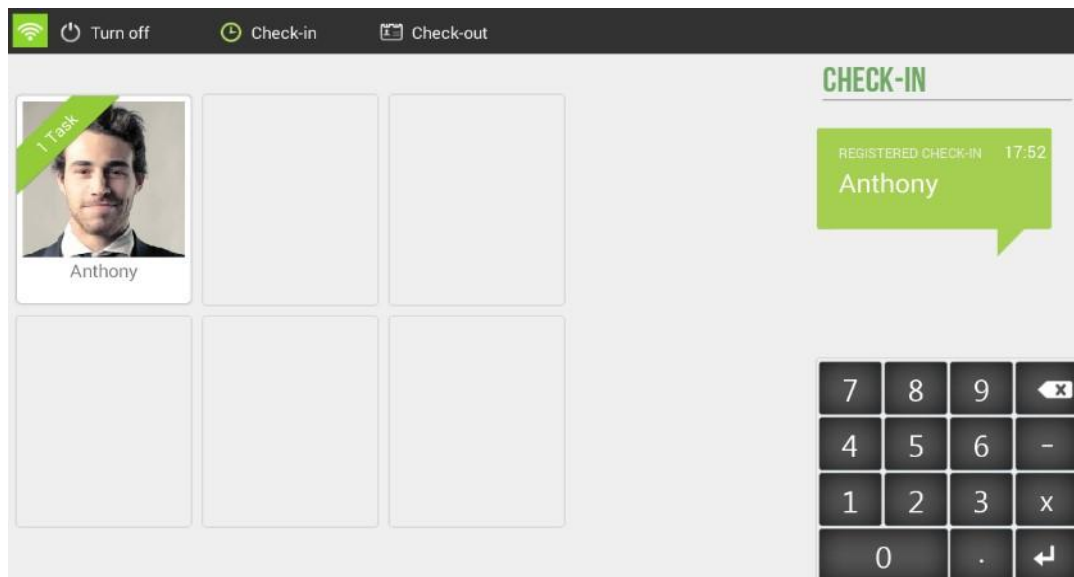 Turn off Check-in Check-out
CHECK-IN
1 Task
Anthony
REGISTERED CHECK-IN 17:52
Anthony
7 8 9 x
4 5 6 -
1 2 3 x
0 .